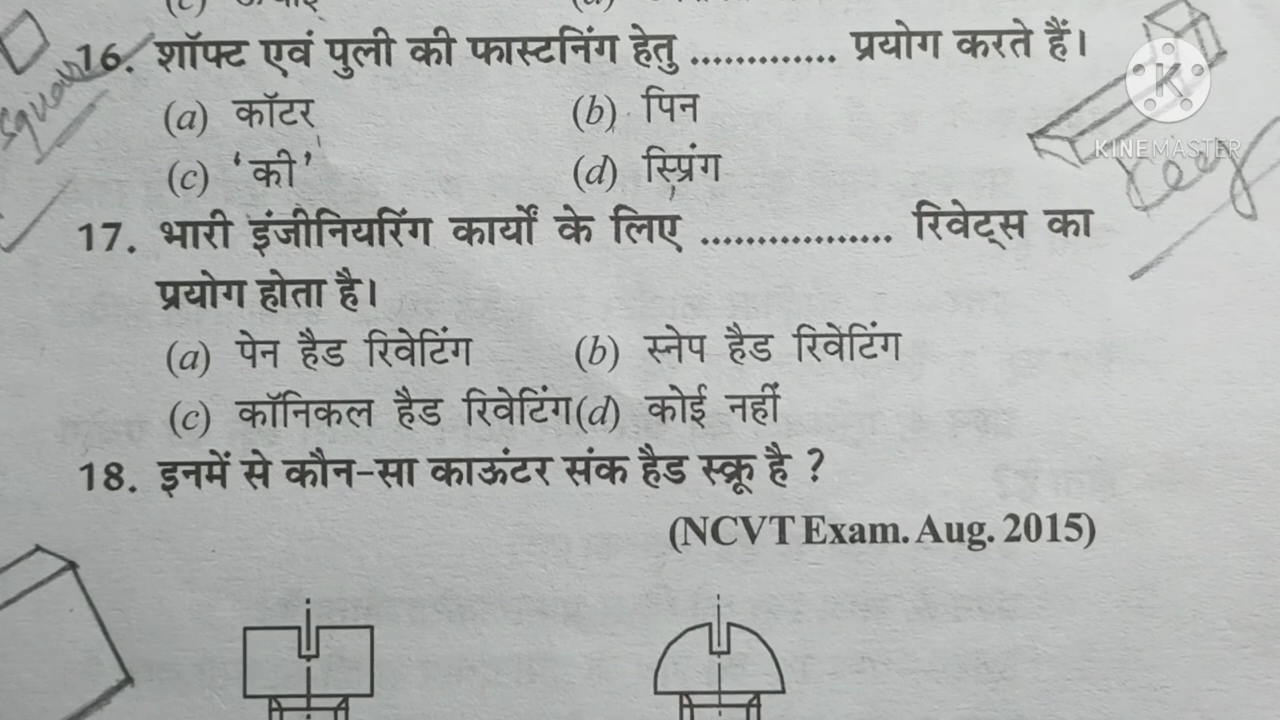 16. शॉफ्ट एवं पुली की फास्टनिंग हेतु ............. प्रयोग करते हैं।
(a) कॉटर (b) पिन
(c) 'की' (d) स्प्रिंग
17. भारी इंजीनियरिंग कार्यों के लिए ................. रिवेट्स का
प्रयोग होता है।
(a) पेन हैड रिवेटिंग (b) स्नेप हैड रिवेटिंग
(c) कॉनिकल हैड रिवेटिंग(d) कोई नहीं
18. इनमें से कौन-सा काऊंटर संक हैड स्क्रू है ?
(NCVT Exam. Aug. 2015)
Square
K
KINEMASTER